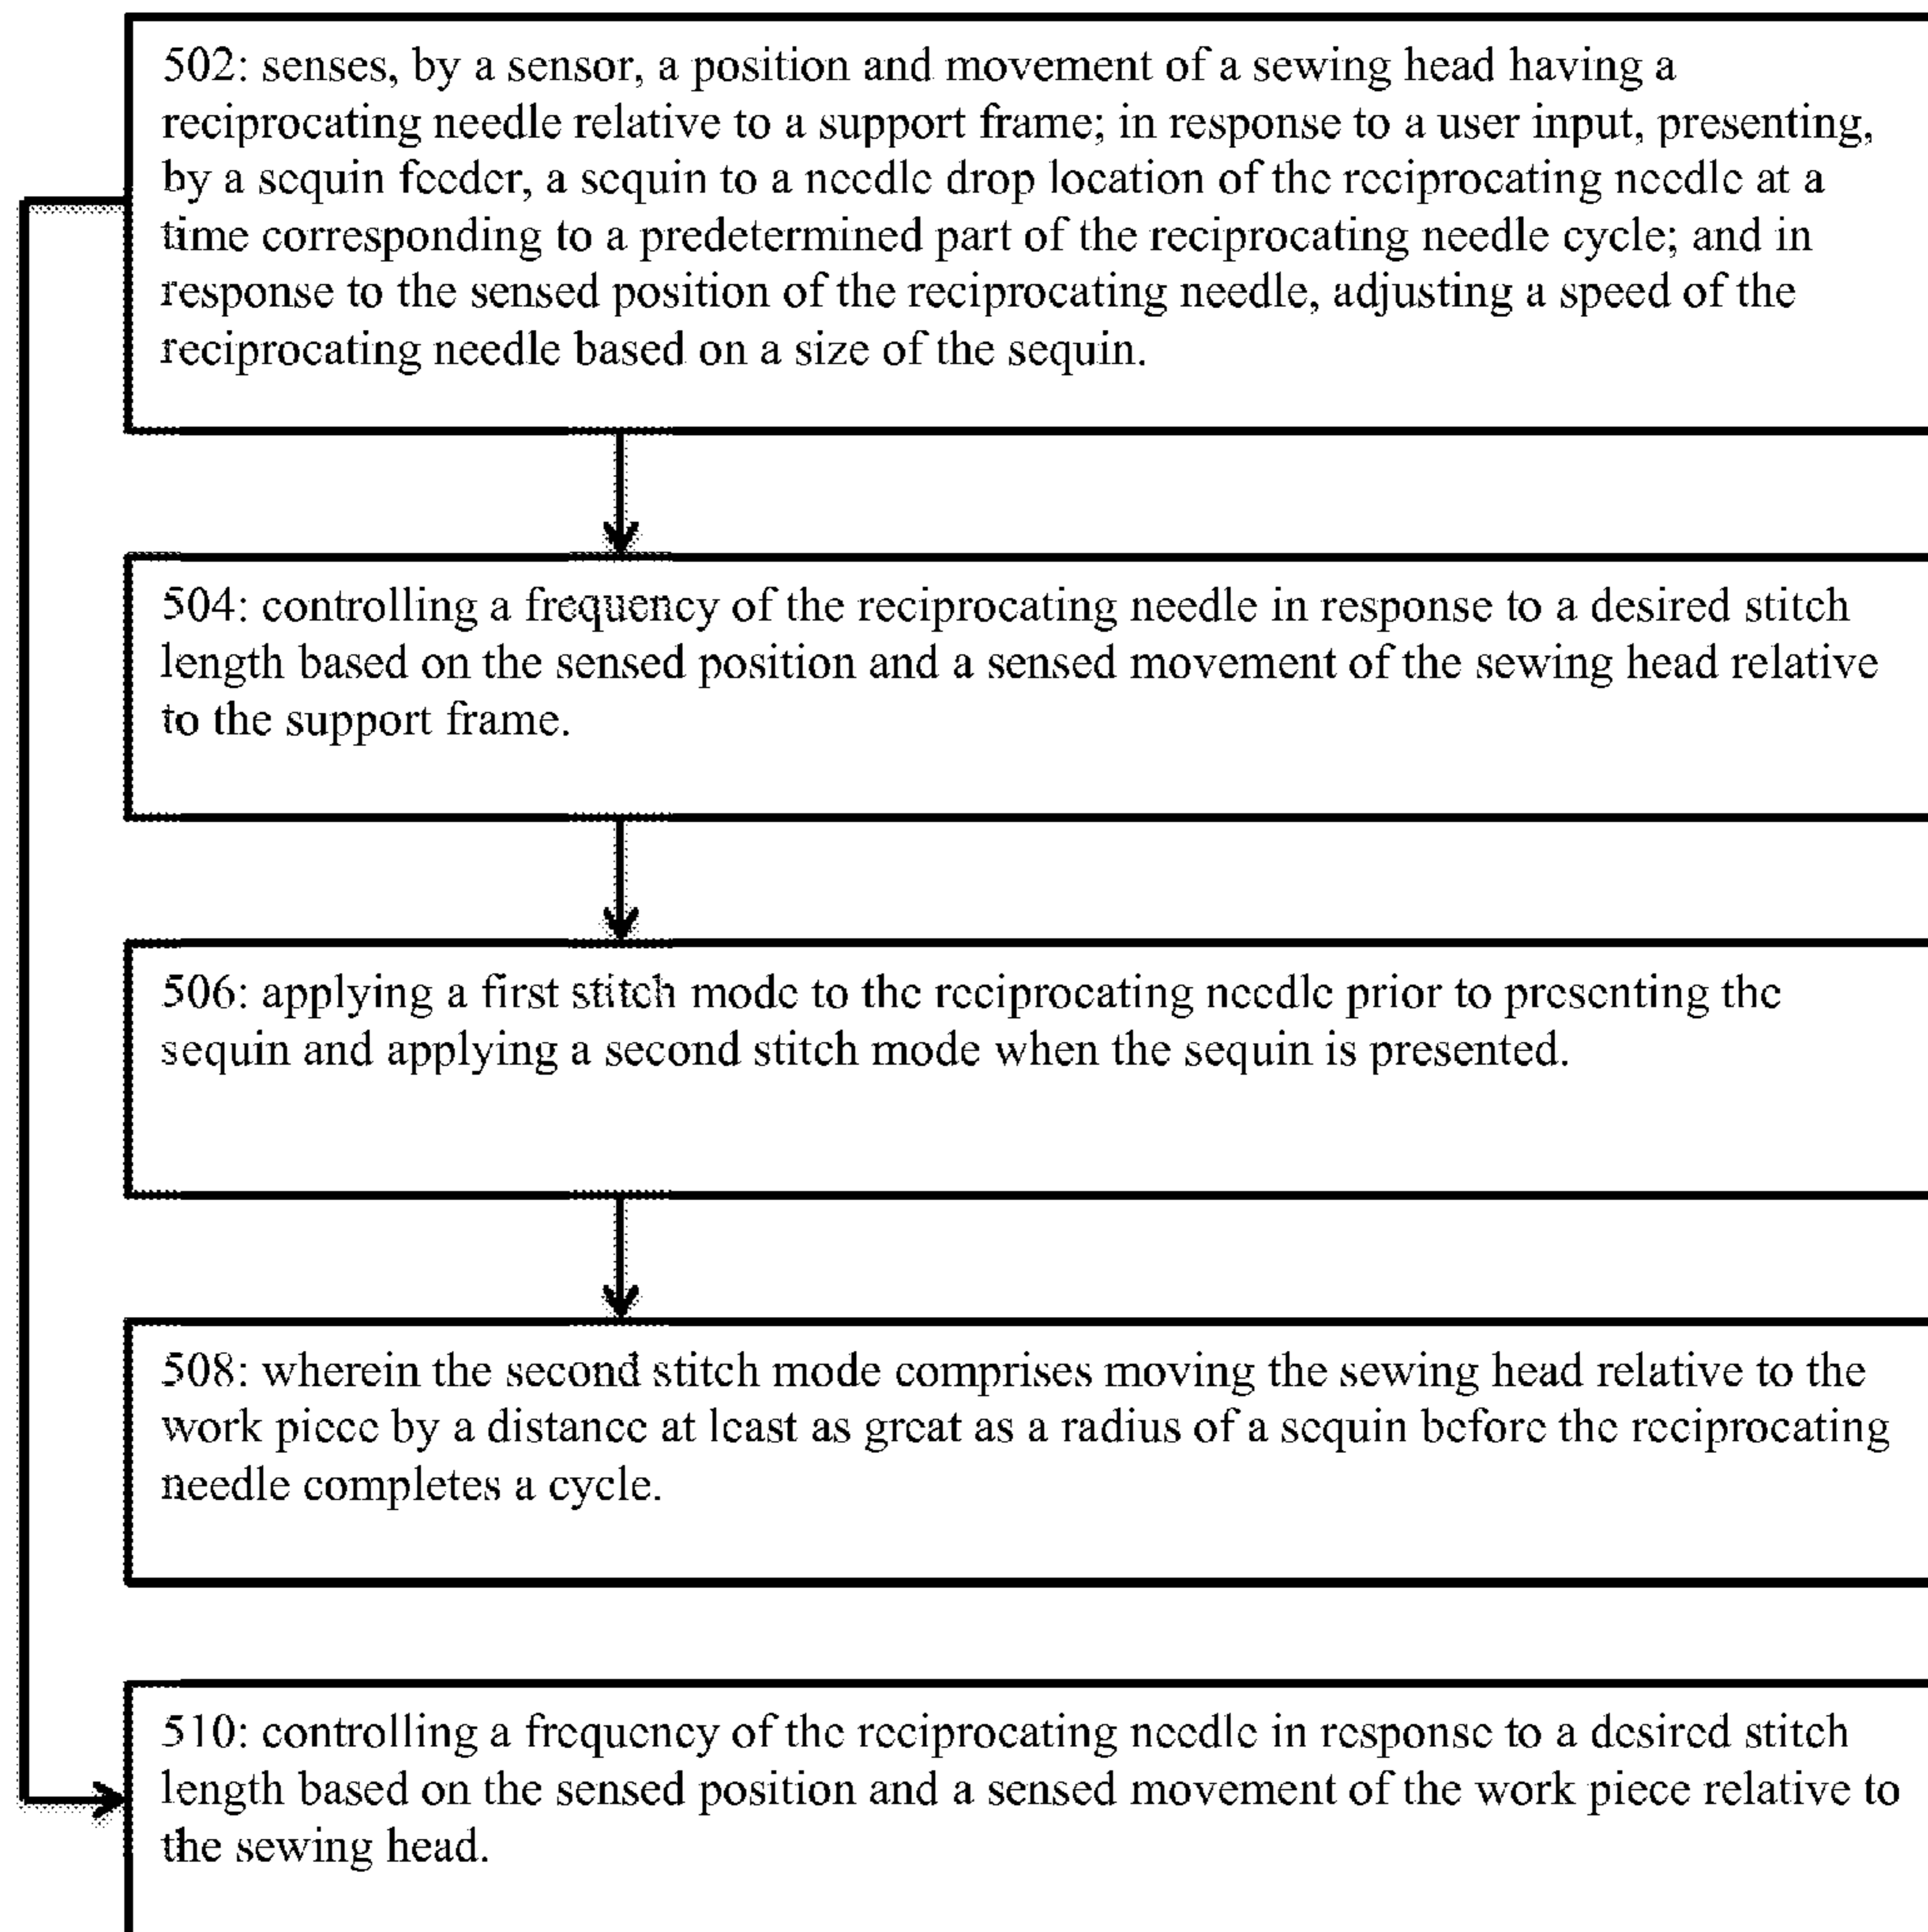 502: senses, by a sensor, a position and movement of a sewing head having a
reciprocating needle relative to a support frame; in response to a user input, presenting,
by a sequin feeder, a sequin to a needle drop location of the reciprocating needle at a
time corresponding to a predetermined part of the reciprocating needle cycle; and in
response to the sensed position of the reciprocating needle, adjusting a speed of the
reciprocating needle based on a size of the sequin.
504: controlling a frequency of the reciprocating needle in response to a desired stitch
length based on the sensed position and a sensed movement of the sewing head relative
to the support frame.
506: applying a first stitch mode to the reciprocating needle prior to presenting the
sequin and applying a second stitch mode when the sequin is presented.
508: wherein the second stitch mode comprises moving the sewing head relative to the
work piece by a distance at least as great as a radius of a sequin before the reciprocating
needle completes a cycle.
510: controlling a frequency of the reciprocating needle in response to a desired stitch
length based on the sensed position and a sensed movement of the work piece relative to
the sewing head.